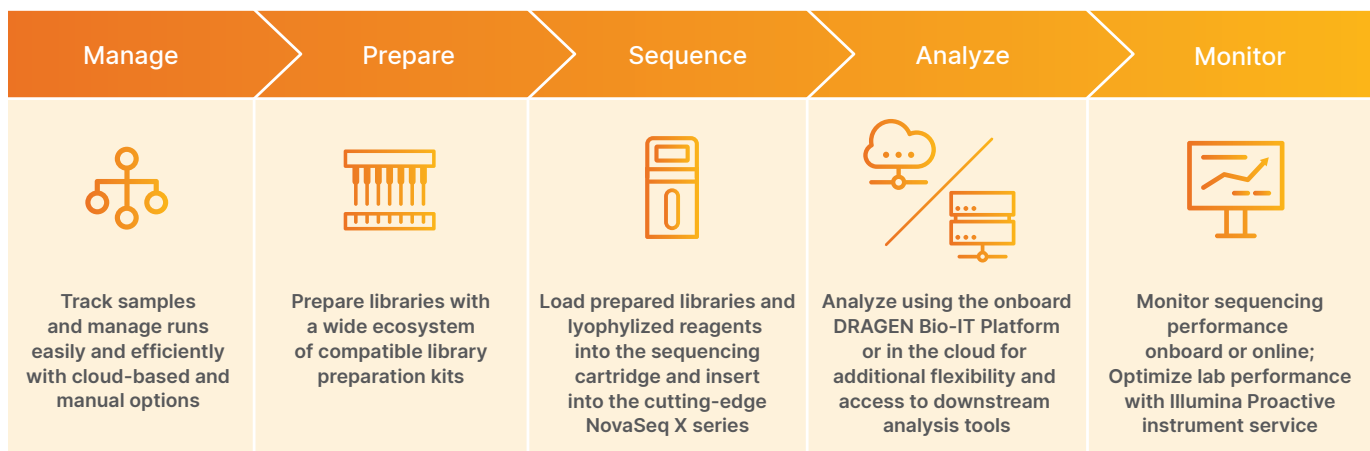 Manage
Prepare
Sequence
Analyze
Monitor
Track samples
and manage runs
easily and efficiently
with cloud-based and
manual options
Prepare libraries with
a wide ecosystem
of compatible library
preparation kits
Load prepared libraries and
lyophylized reagents
into the sequencing
cartridge and insert
into the cutting-edge
NovaSeq X series
Analyze using the onboard
DRAGEN Bio-IT Platform
or in the cloud for
additional flexibility and
access to downstream
analysis tools
Monitor sequencing
performance
onboard or online;
Optimize lab performance
with Illumina Proactive
instrument service